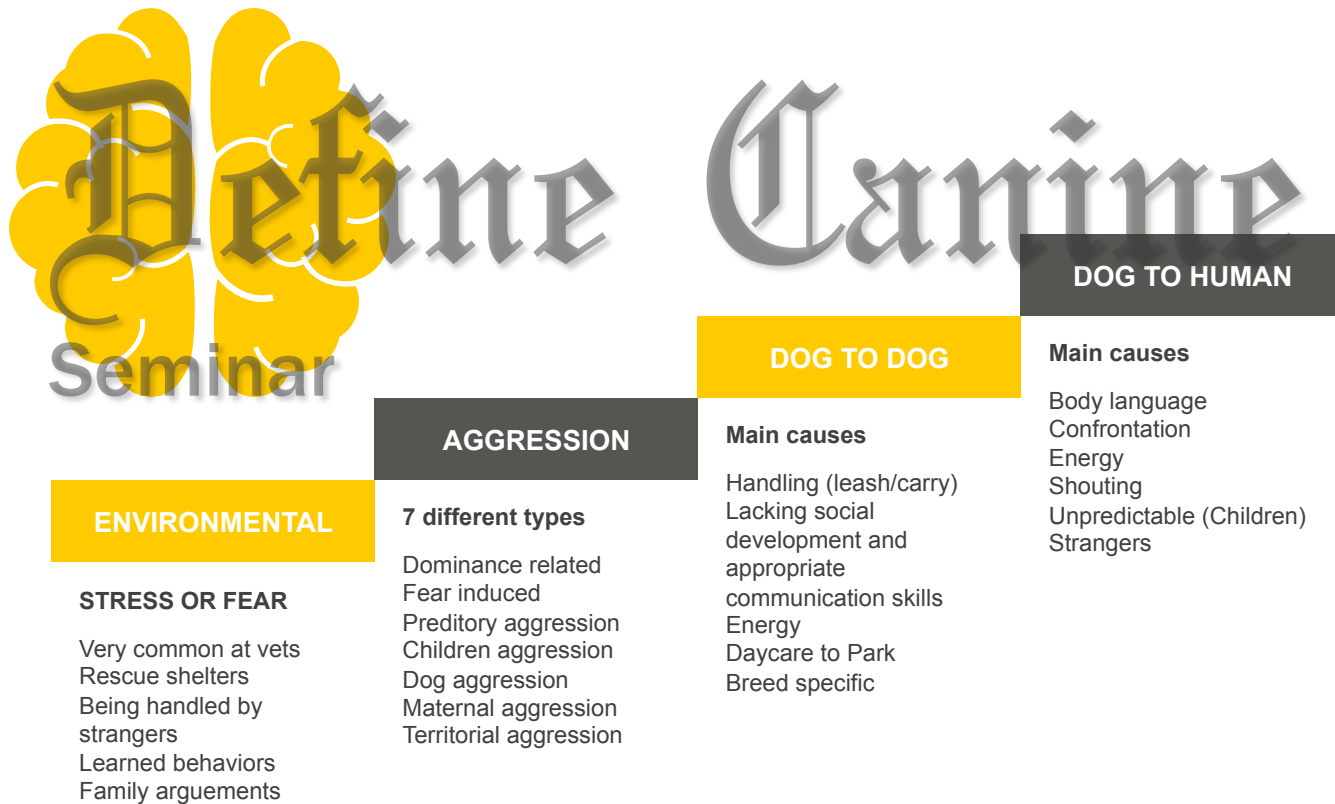 Define Canine
Seminar
ENVIRONMENTAL
STRESS OR FEAR
Very common at vets
Rescue shelters
Being handled by
strangers
Learned behaviors
Family arguements
AGGRESSION
7 different types
Dominance related
Fear induced
Preditory aggression
Children aggression
Dog aggression
Maternal aggression
Territorial aggression
DOG TO DOG
Main causes
Handling (leash/carry)
Lacking social
development and
appropriate
communication skills
Energy
Daycare to Park
Breed specific
DOG TO HUMAN
Main causes
Body language
Confrontation
Energy
Shouting
Unpredictable (Children)
Strangers